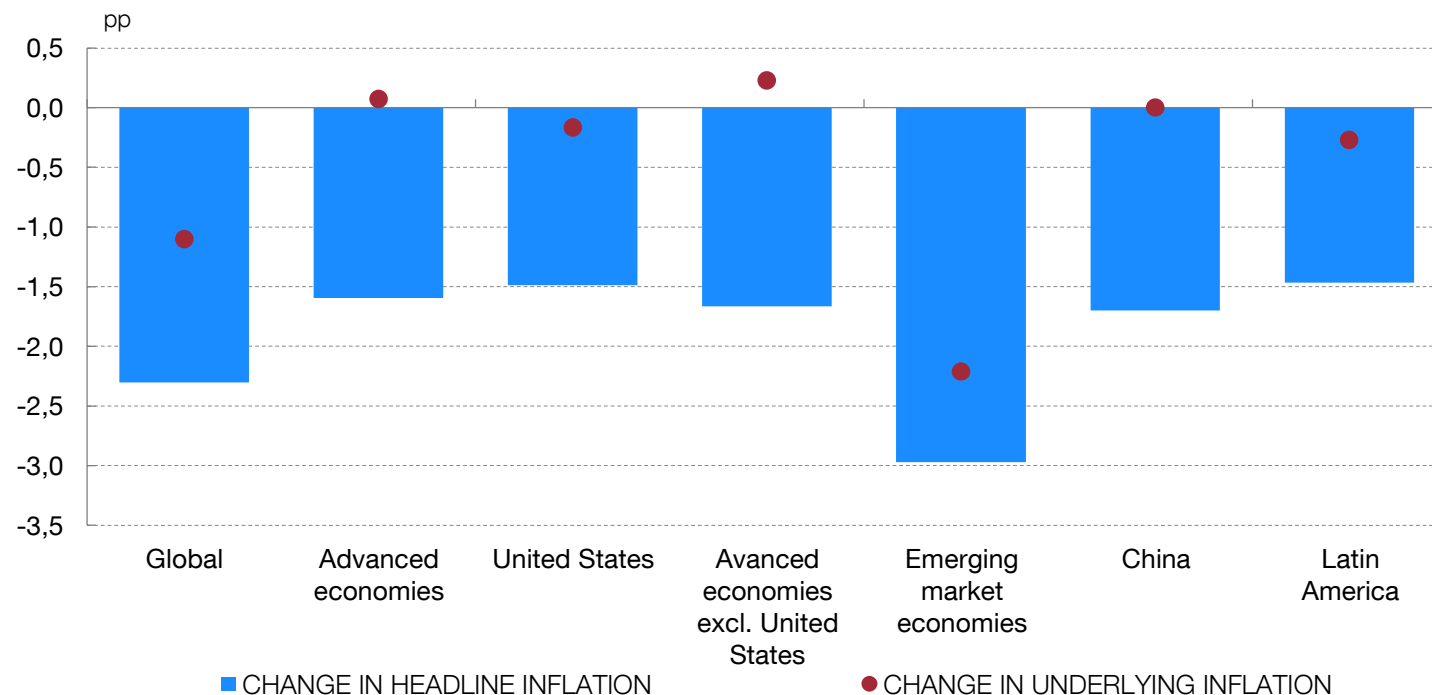 pp
0,5
0,0
-0,5
-1,0
-1,5
-2,0
-2,5
-3,0
-3,5
Global
Advanced
economies
United States
Avanced
economies
excl. United
States
Emerging
market
economies
China
Latin
America
CHANGE IN HEADLINE INFLATION
CHANGE IN UNDERLYING INFLATION